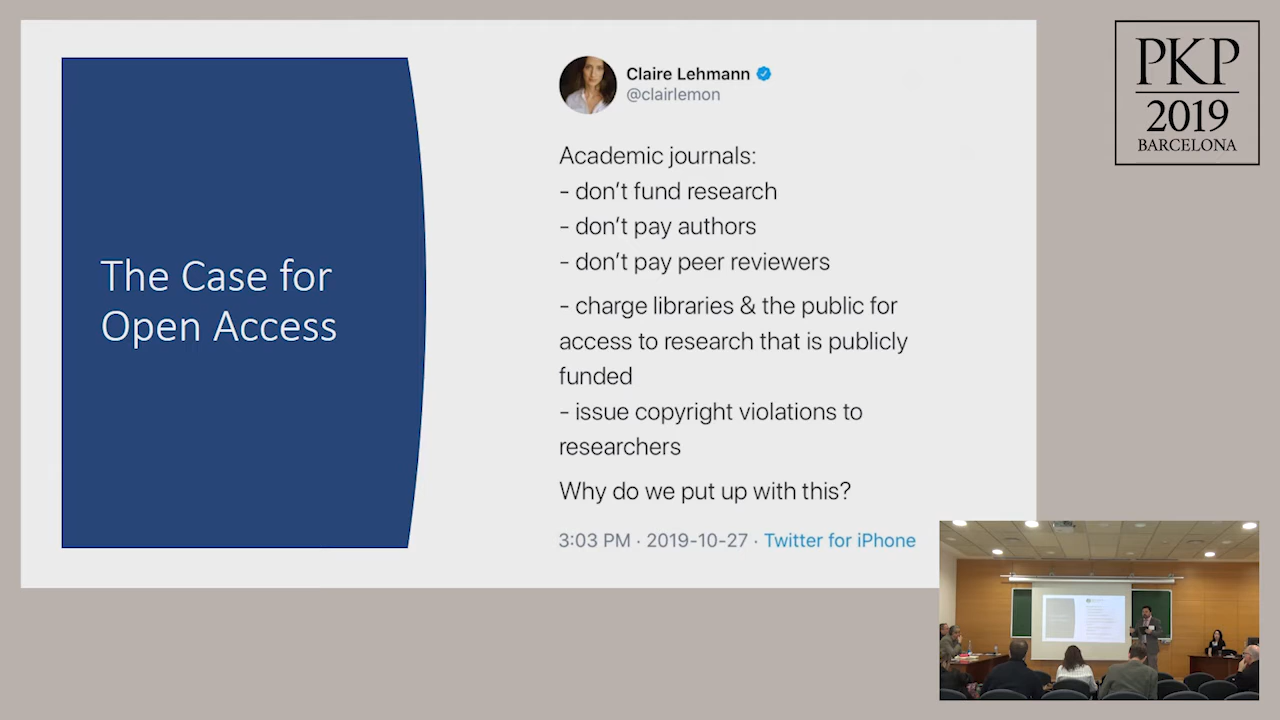 The Case for
Open Access
Claire Lehmann
@clairlemon
Academic journals:
- don't fund research
- don't pay authors
- don't pay peer reviewers
- charge libraries & the public for
access to research that is publicly
funded
- issue copyright violations to
researchers
Why do we put up with this?
3:03 PM · 2019-10-27 · Twitter for iPhone
PKP
2019
BARCELONA